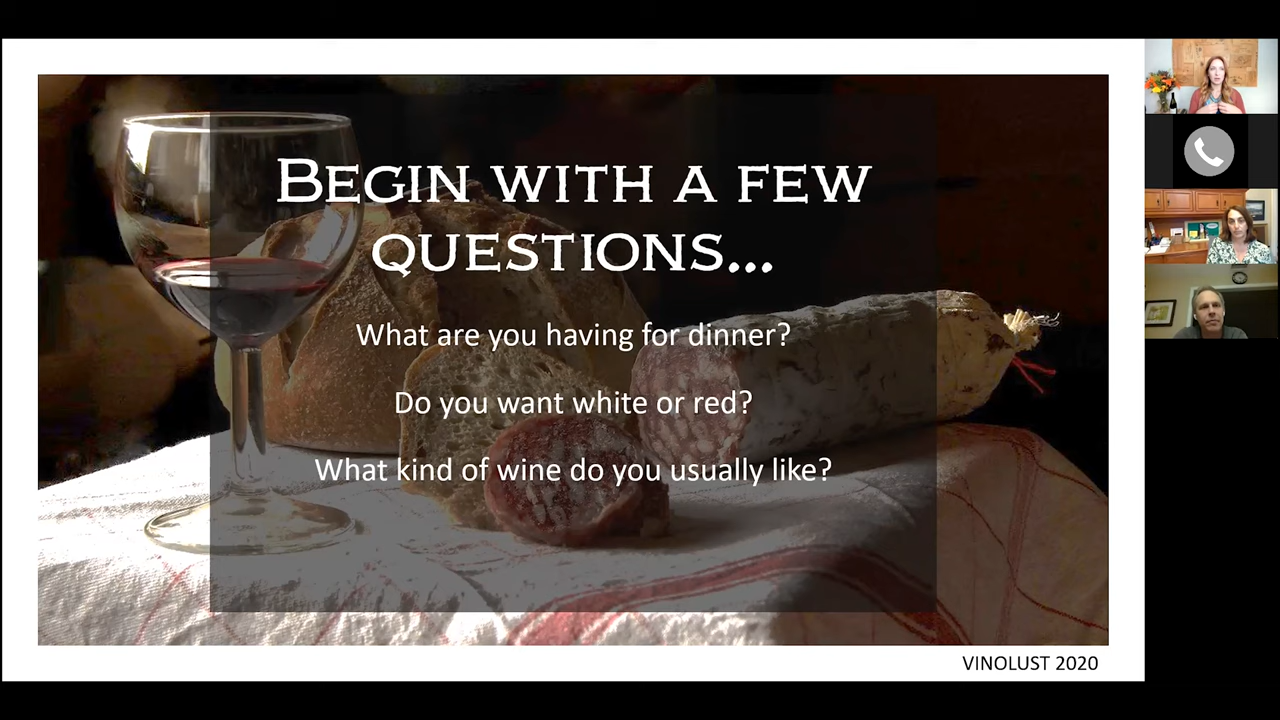 BEGIN WITH A FEW
QUESTIONS...
What are you having for dinner?
Do you want white or red?
What kind of wine do you usually like?
VINOLUST 2020